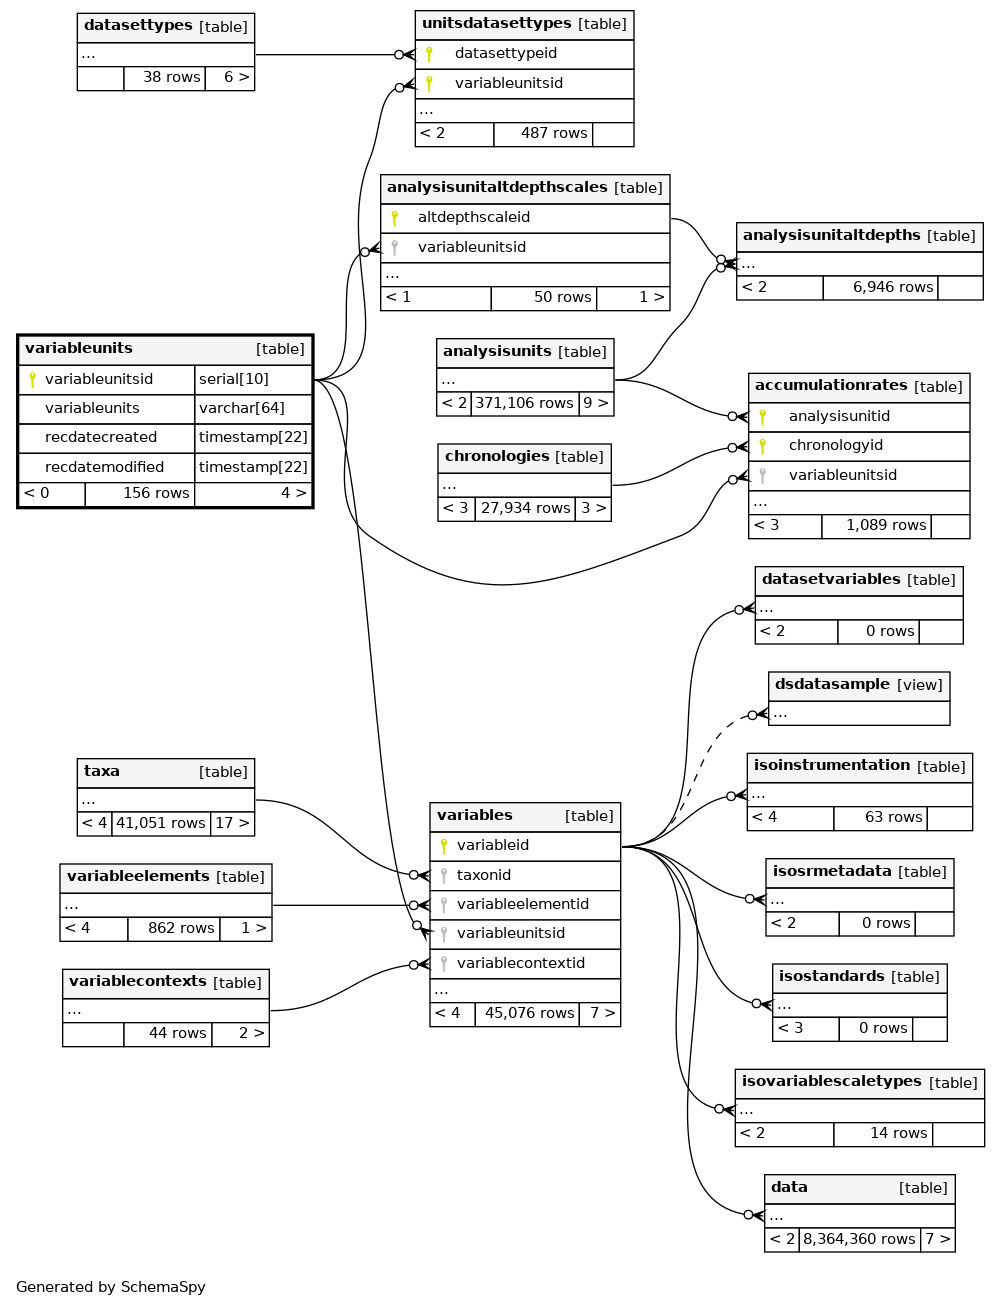 datasettypes [table]
...
38 rows 6 >
unitsdatasettypes [table]
datasettypeid
variableunitsid
...
< 2 487 rows
analysisunitaltdepthscales [table]
altdepthscaleid
variableunitsid
...
< 1 50 rows 1 >
analysisunitaltdepths [table]
...
< 2 6,946 rows
variableunits [table]
variableunitsid serial[10]
variableunits varchar[64]
recdatecreated timestamp[22]
recdatemodified timestamp[22]
< 0 156 rows 4 >
analysisunits [table]
...
< 2 371,106 rows 9 >
accumulationrates [table]
analysisunitid
chronologyid
variableunitsid
...
< 3 1,089 rows
chronologies [table]
...
< 3 27,934 rows 3 >
datasetvariables [table]
...
< 2 0 rows
dsdatasample [view]
...
isoinstrumentation [table]
...
< 4 63 rows
taxa [table]
...
< 4 41,051 rows 17 >
variables [table]
variableid
taxonid
variableelementid
variableunitsid
variablecontextid
...
< 4 45,076 rows 7 >
variableelements [table]
...
< 4 862 rows 1 >
variablecontexts [table]
...
44 rows 2 >
isosrmetadata [table]
...
< 2 0 rows
isostandards [table]
...
< 3 0 rows
isovariablescaletypes [table]
...
< 2 14 rows
data [table]
...
< 2 8,364,360 rows 7 >
Generated by SchemaSpy